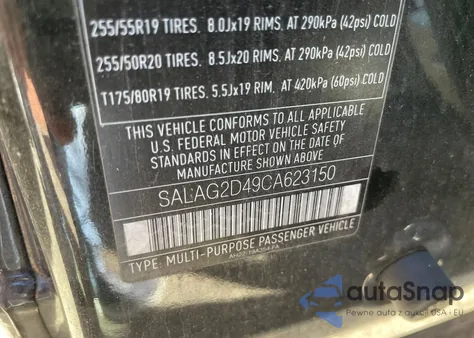 255/55R19 TIRES. 8.0Jx19 RIMS, AT 290kPa (42psi) COLD
255/50R20 TIRES. 8.5Jx20 RIMS, AT 290kPa (42psi) COLD
T175/80R19 TIRES. 5.5Jx19 RIM, AT 420kPa (60psi) COLD
THIS VEHICLE CONFORMS TO ALL APPLICABLE
U.S. FEDERAL MOTOR VEHICLE SAFETY
STANDARDS IN EFFECT ON THE DATE OF
MANUFACTURE SHOWN ABOVE.
SALAG2D49CA623150
TYPE: MULTI-PURPOSE PASSENGER VEHICLE
autoSnap
Pewne auta z aukcji USA i EU